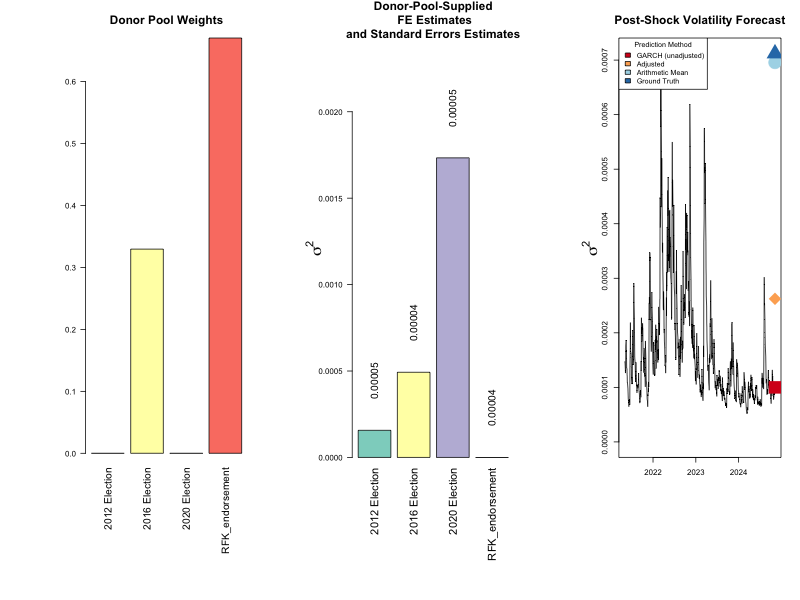 Donor Pool Weights
0.6
0.5
0.4
0.3
0.2
0.1
0.0
2012 Election
2016 Election
2020 Election
RFK_endorsement
Donor-Pool-Supplied
FE Estimates
and Standard Errors Estimates
σ2
0.0020
0.0015
0.0010
0.0005
0.0000
0.00005
0.00004
0.00005
0.00004
2012 Election
2016 Election
2020 Election
RFK_endorsement
Post-Shock Volatility Forecast
σ2
0.0007
0.0006
0.0005
0.0004
0.0003
0.0002
0.0001
0.0000
Prediction Method
GARCH (unadjusted)
Adjusted
Arithmetic Mean
Ground Truth
2022
2023
2024